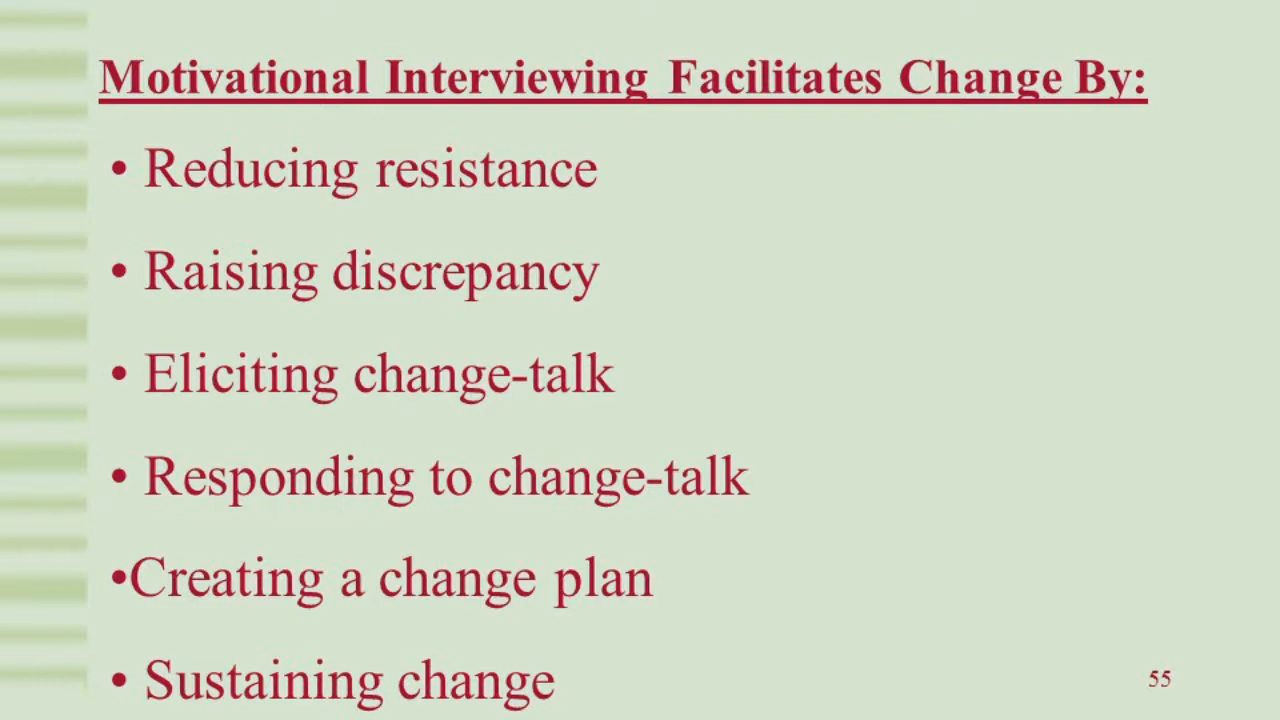 Motivational Interviewing Facilitates Change By:
• Reducing resistance
• Raising discrepancy
• Eliciting change-talk
• Responding to change-talk
•Creating a change plan
• Sustaining change
55